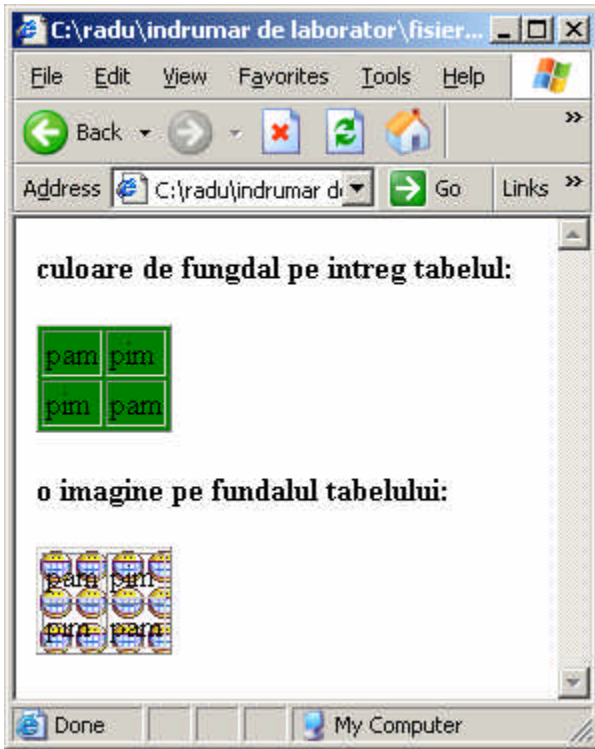 C:\radu\indrumar de laborator\fisier...
File Edit View Favorites Tools Help
Back
Address C:\radu\indrumar d Go Links
culoare de fungdal pe intreg tabelul:
pam pim
pim pam
o imagine pe fundalul tabelului:
pam pim
pim pam
Done My Computer